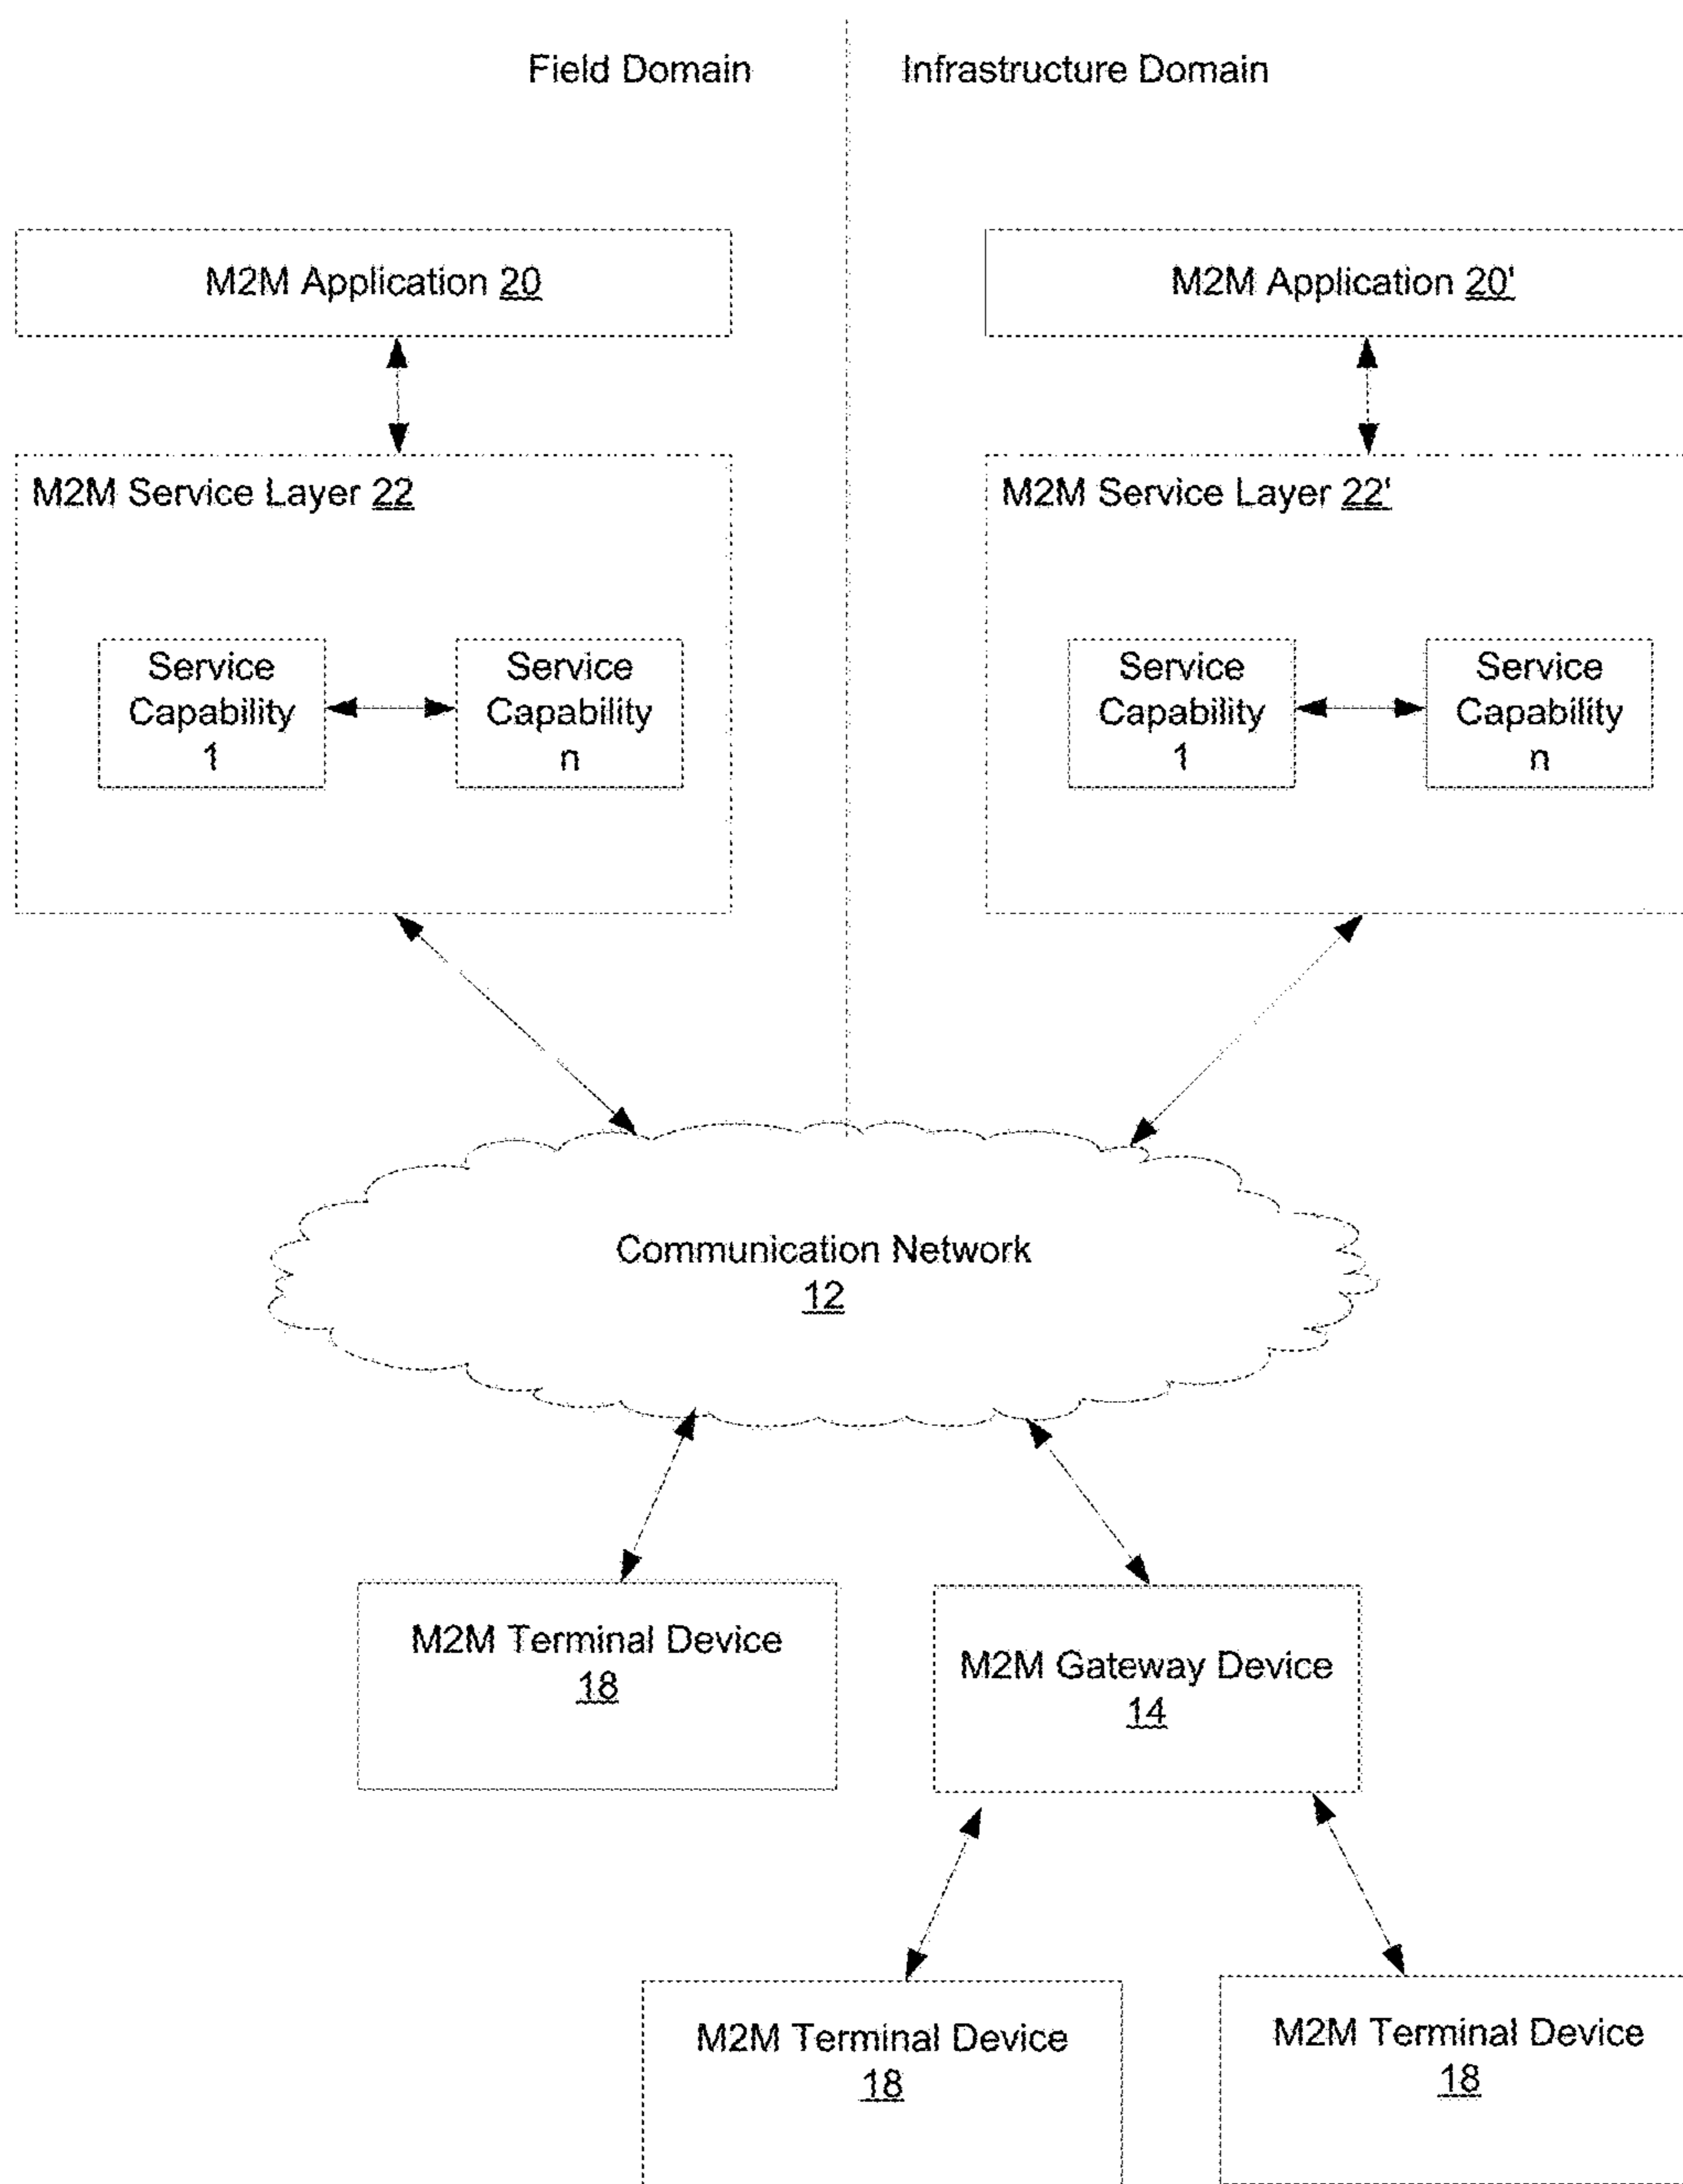 Field Domain
Infrastructure Domain
M2M Application 20
M2M Application 20'
M2M Service Layer 22
M2M Service Layer 22'
Service
Capability
1
Service
Capability
n
Service
Capability
1
Service
Capability
n
Communication Network
12
M2M Terminal Device
18
M2M Gateway Device
14
M2M Terminal Device
18
M2M Terminal Device
18